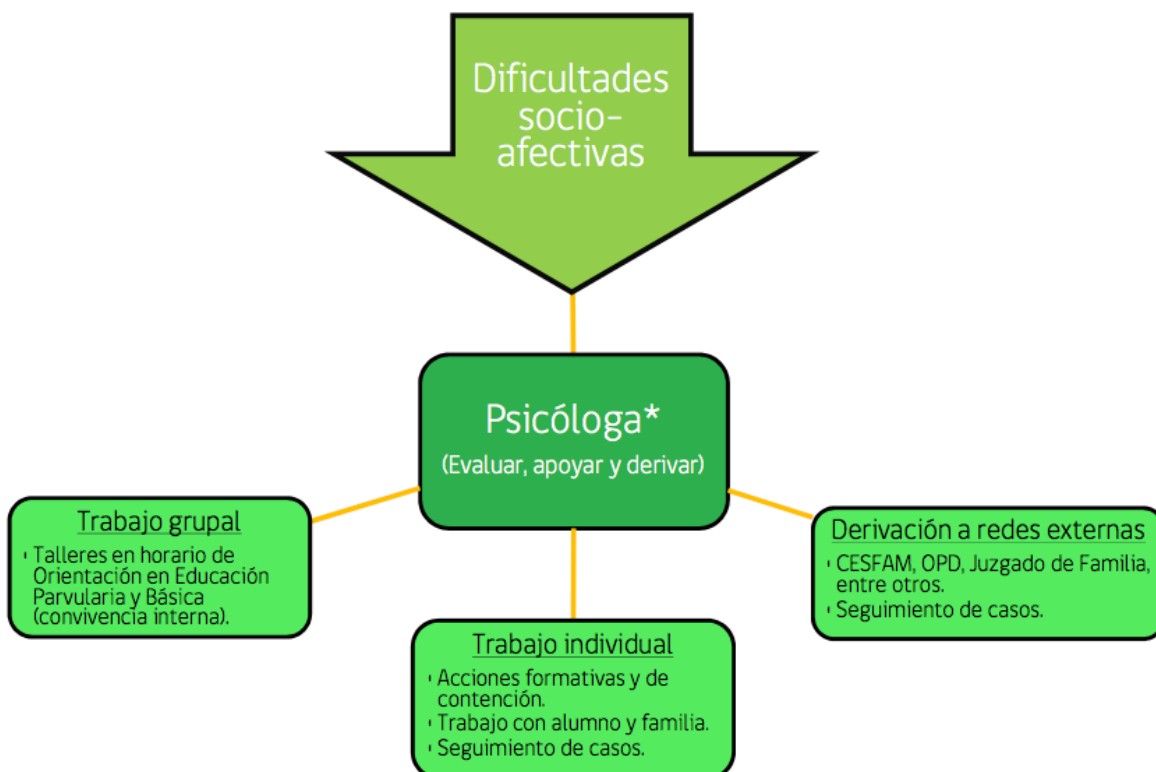 Dificultades
socio-
afectivas
Psicóloga*
(Evaluar, apoyar y derivar)
Trabajo grupal
• Talleres en horario de
Orientación en Educación
Parvularia y Básica
(convivencia interna).
Trabajo individual
• Acciones formativas y de
contención.
• Trabajo con alumno y familia.
• Seguimiento de casos.
Derivación a redes externas
• CESFAM, OPD, Juzgado de Familia,
entre otros.
• Seguimiento de casos.